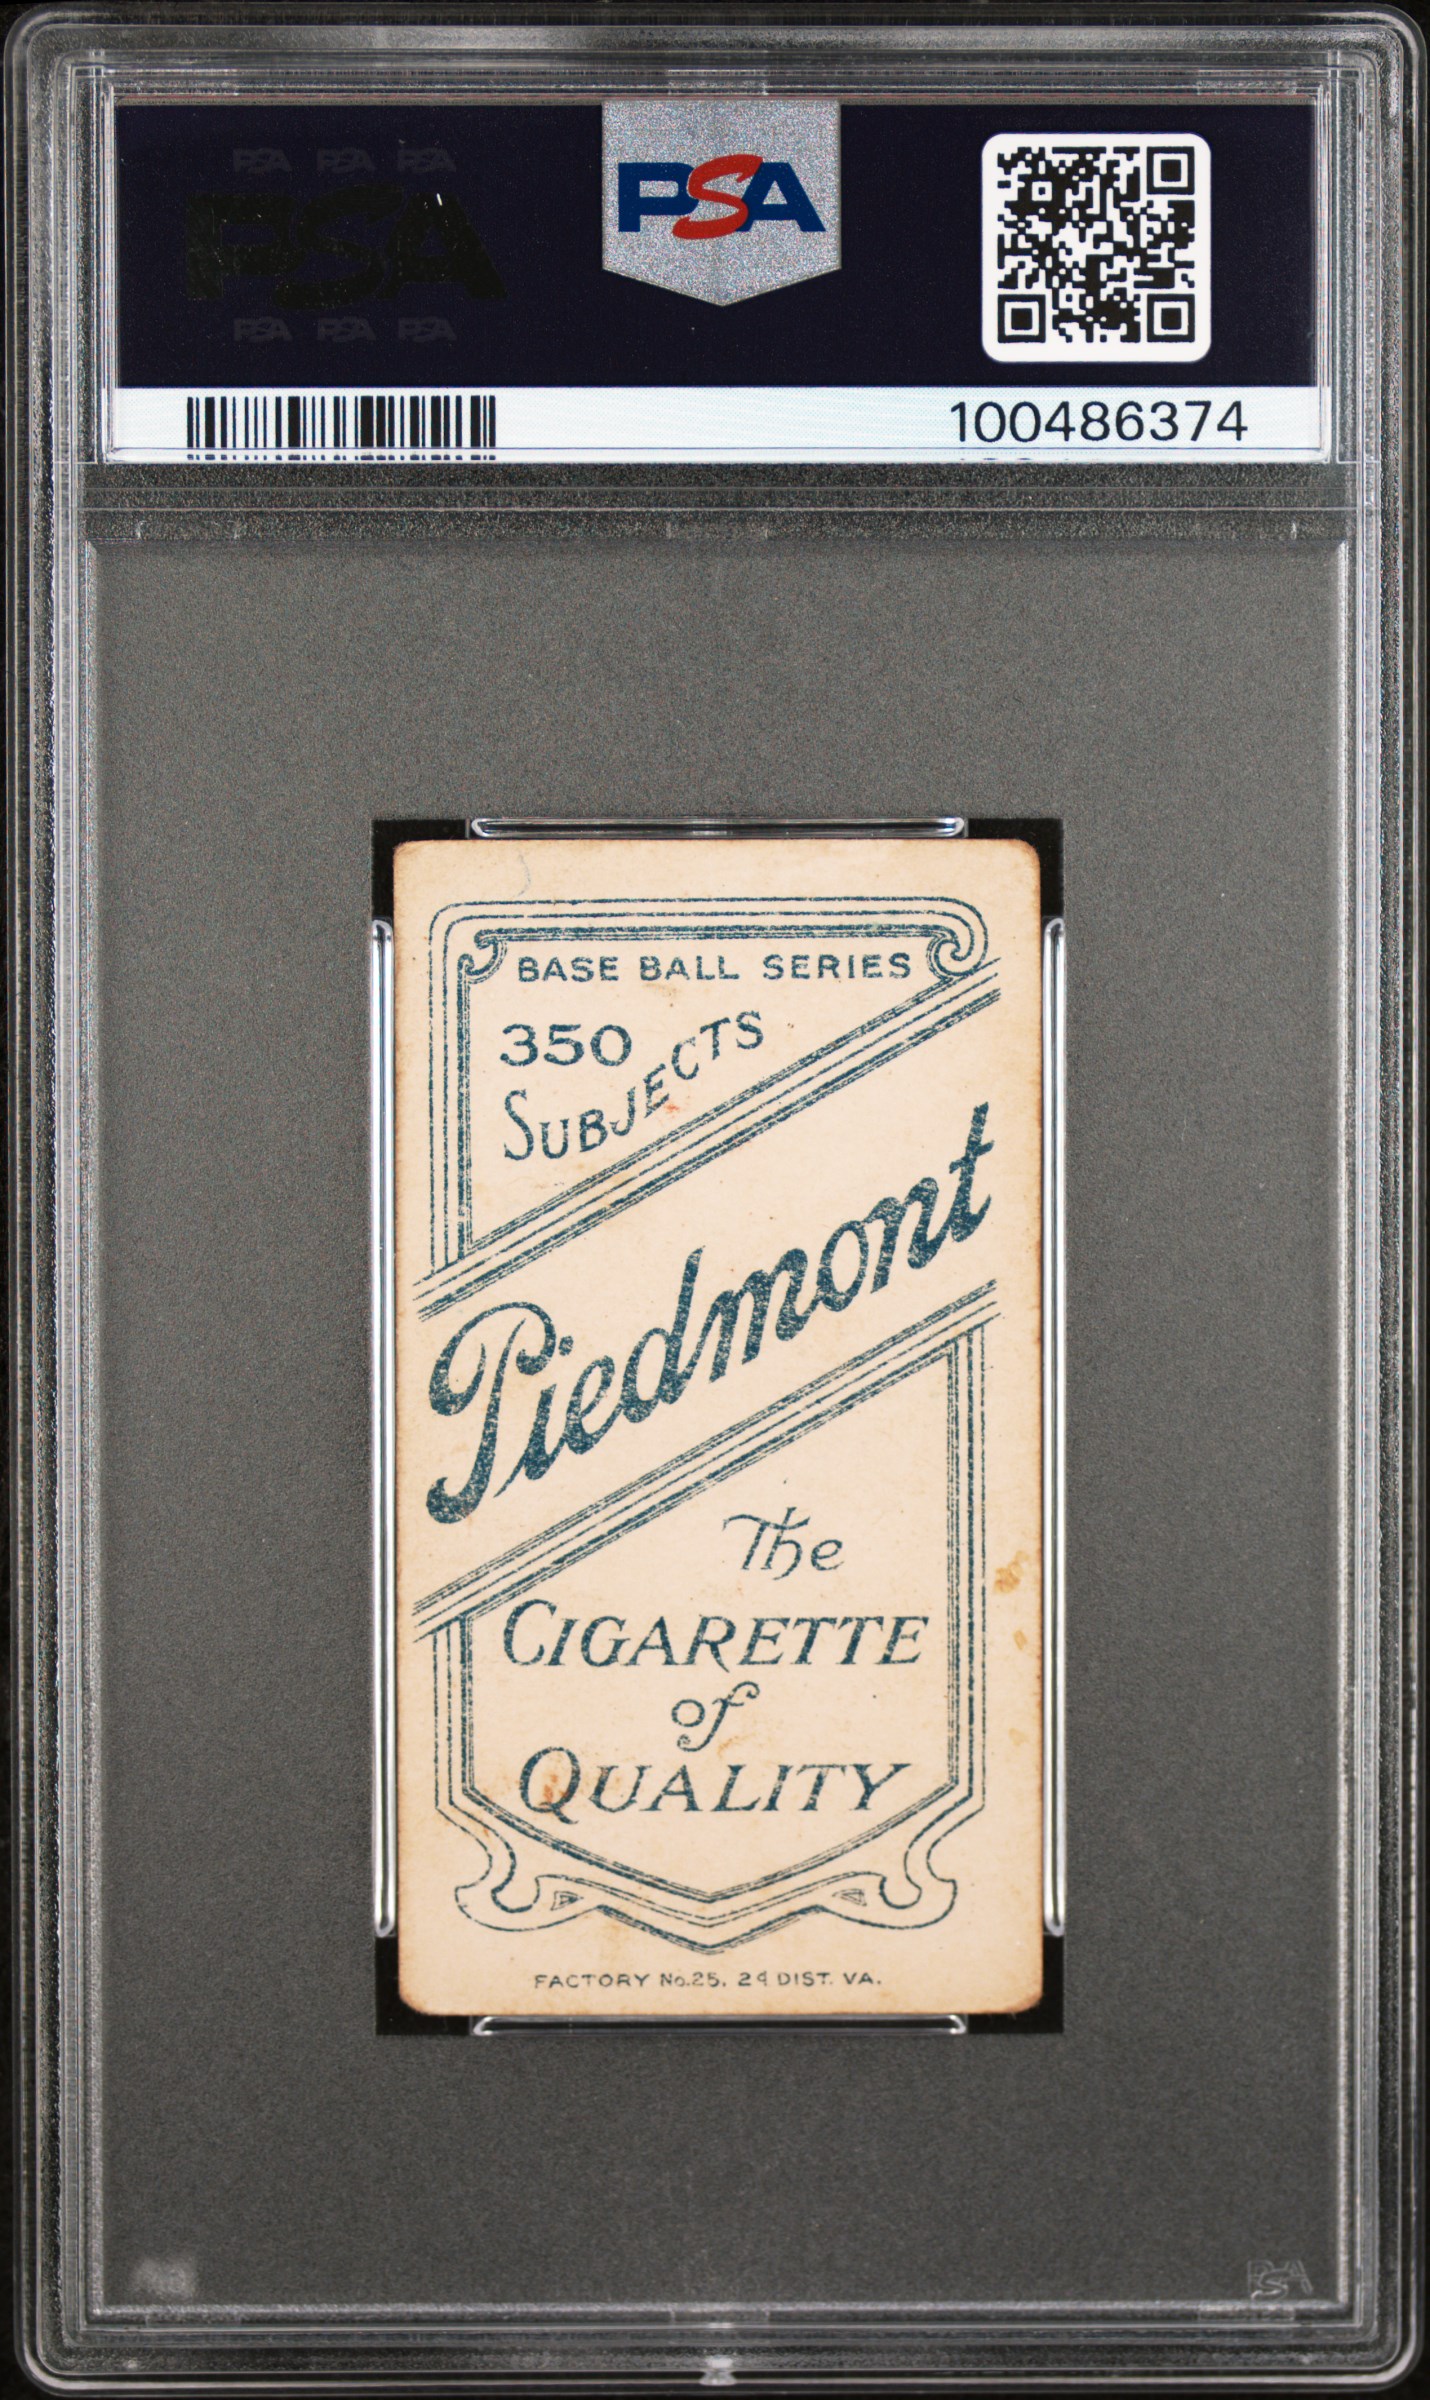 PSA PSA PSA
PSA
PSA PSA PSA
PSA
100486374
BASE BALL SERIES
350
SUBJECTS
Piedmont
The
CIGARETTE
of
QUALITY
FACTORY No.25, 2d DIST. VA.
PSA